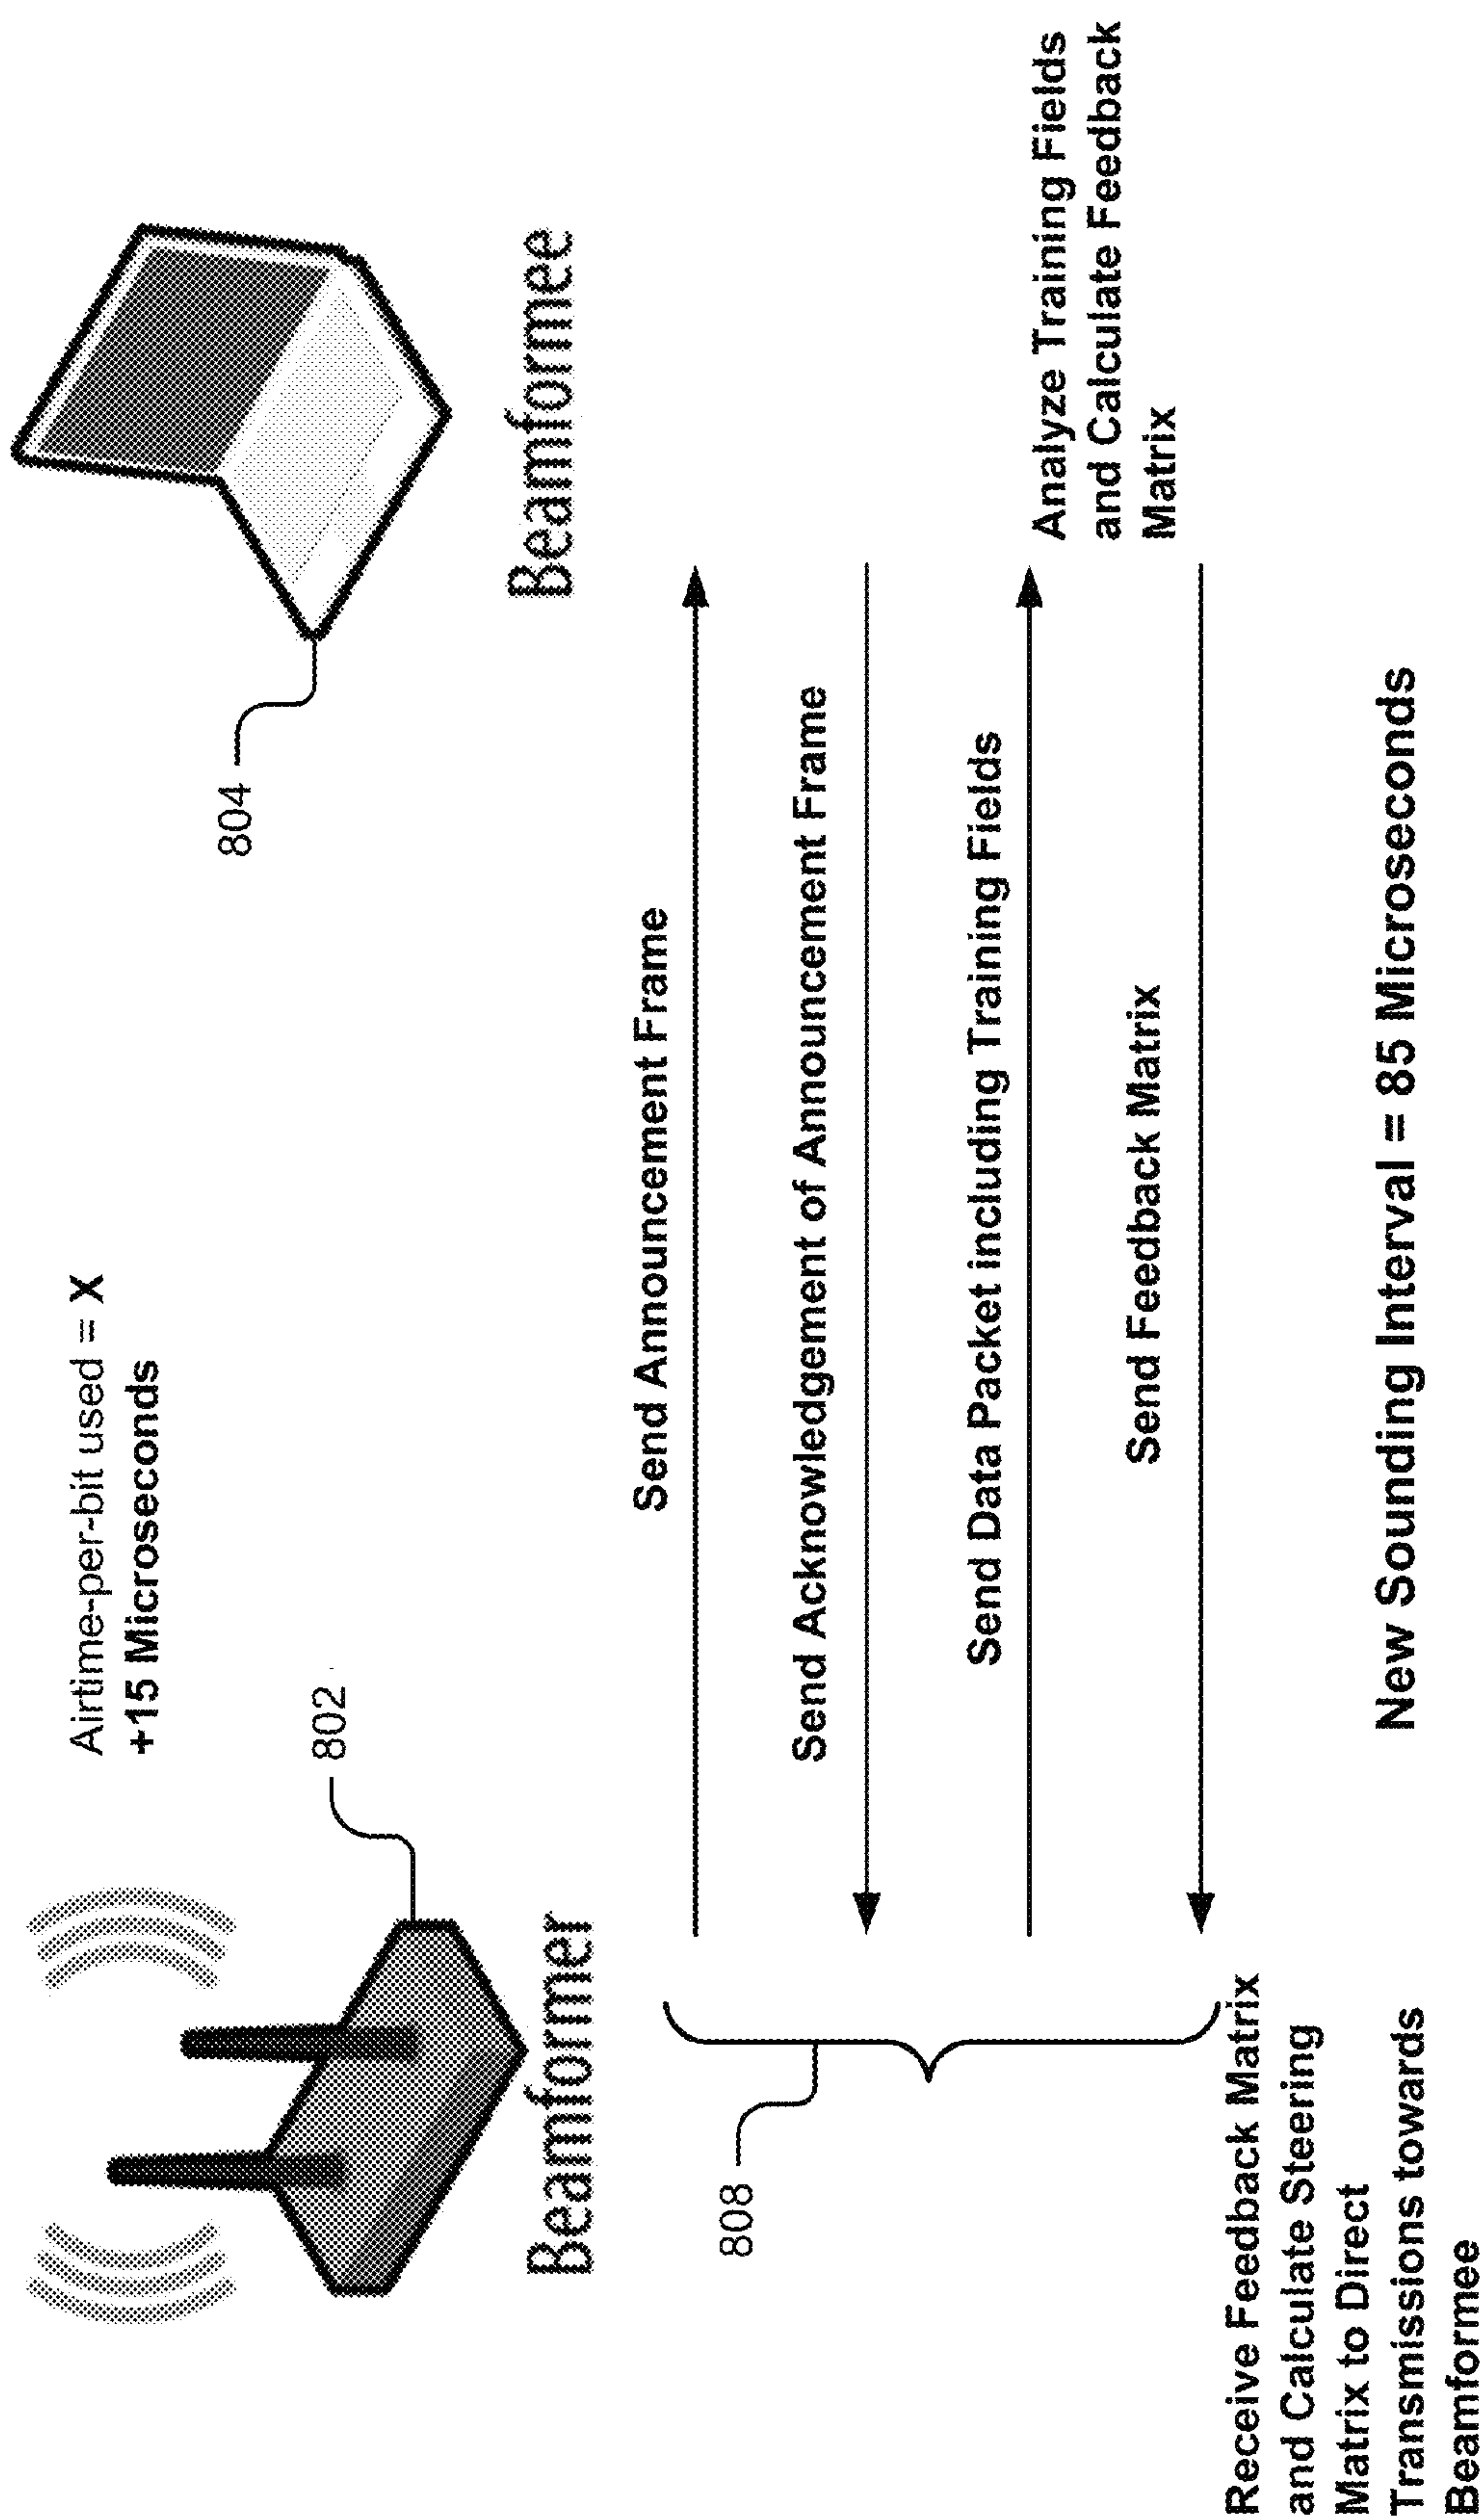 Airtime-per-bit used = X
+15 Microseconds
802
804
Beamformer
Beamformee
Send Announcement Frame
808
Send Acknowledgement of Announcement Frame
Send Data Packet including Training Fields
Analyze Training Fields
and Calculate Feedback
Matrix
Send Feedback Matrix
Receive Feedback Matrix
and Calculate Steering
Matrix to Direct
Transmissions towards
Beamformee
New Sounding Interval = 85 Microseconds